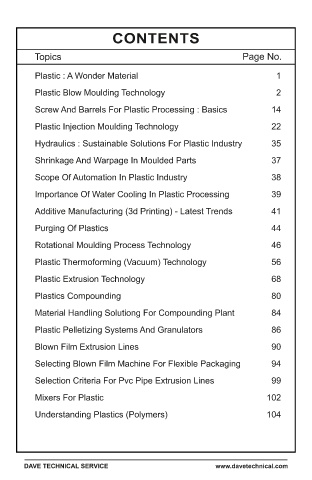 CONTENTS
Topics Page No.
Plastic : A Wonder Material 1
Plastic Blow Moulding Technology 2
Screw And Barrels For Plastic Processing : Basics 14
Plastic Injection Moulding Technology 22
Hydraulics : Sustainable Solutions For Plastic Industry 35
Shrinkage And Warpage In Moulded Parts 37
Scope Of Automation In Plastic Industry 38
Importance Of Water Cooling In Plastic Processing 39
Additive Manufacturing (3d Printing) - Latest Trends 41
Purging Of Plastics 44
Rotational Moulding Process Technology 46
Plastic Thermoforming (Vacuum) Technology 56
Plastic Extrusion Technology 68
Plastics Compounding 80
Material Handling Solutiong For Compounding Plant 84
Plastic Pelletizing Systems And Granulators 86
Blown Film Extrusion Lines 90
Selecting Blown Film Machine For Flexible Packaging 94
Selection Criteria For Pvc Pipe Extrusion Lines 99
Mixers For Plastic 102
Understanding Plastics (Polymers) 104
DAVE TECHNICAL SERVICE www.davetechnical.com